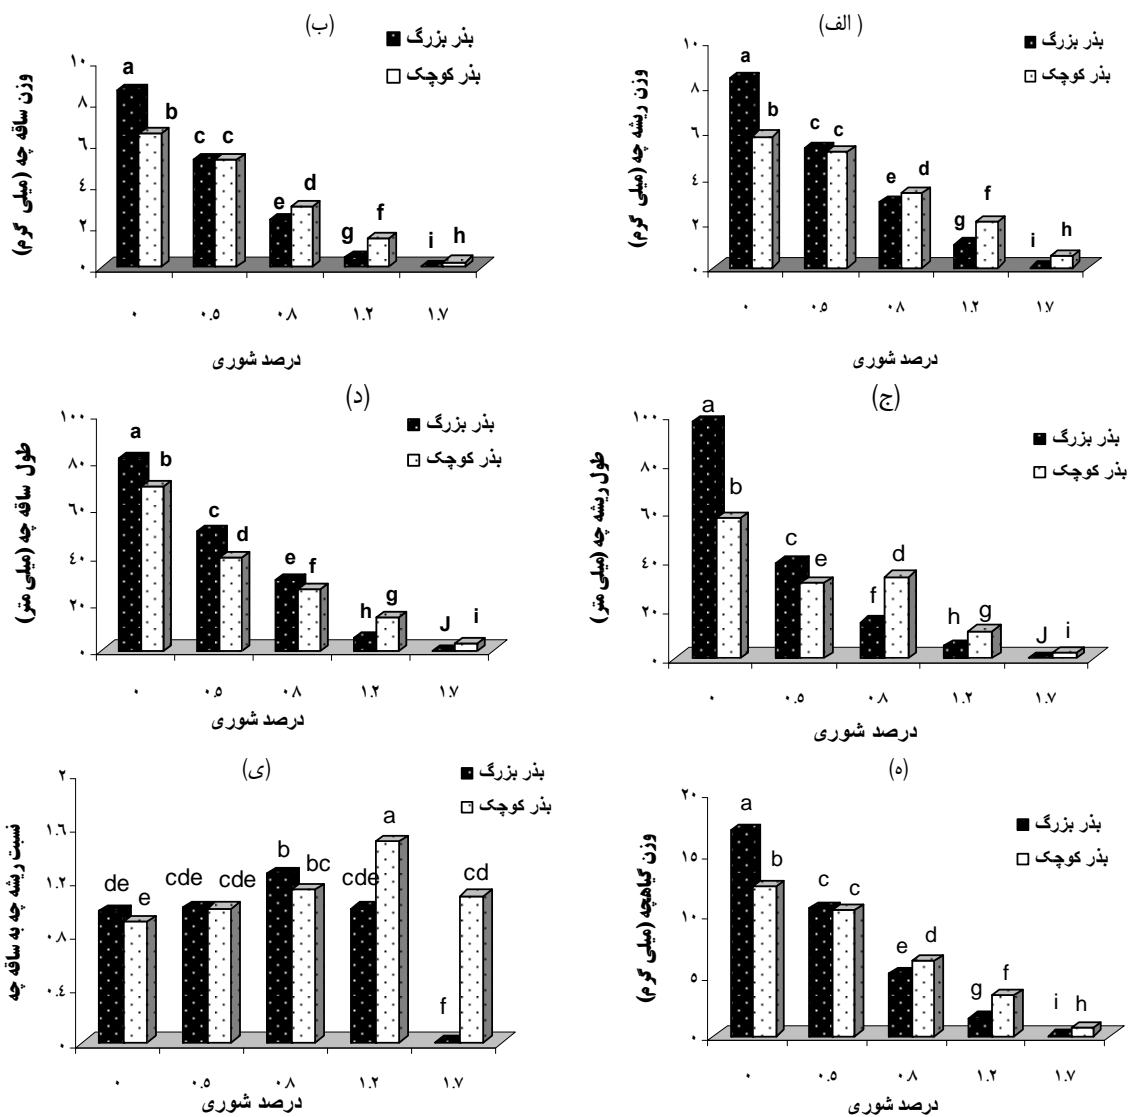 ( الف)
بذر بزرگ
بذر کوچک
وزن ریشه چه (میلی گرم)
۱۰
۸
۶
۴
۲
۰
a
b
c
c
e
d
g
f
i
h
۰
۰.۵
۰.۸
۱.۲
۱.۷
درصد شوری
(ب)
بذر بزرگ
بذر کوچک
وزن ساقه چه (میلی گرم)
۱۰
۸
۶
۴
۲
۰
a
b
c
c
e
d
g
f
i
h
۰
۰.۵
۰.۸
۱.۲
۱.۷
درصد شوری
(ج)
بذر بزرگ
بذر کوچک
طول ریشه چه (میلی متر)
۱۰۰
۸۰
۶۰
۴۰
۲۰
۰
a
b
c
e
f
d
h
g
J
i
۰
۰.۵
۰.۸
۱.۲
۱.۷
درصد شوری
(د)
بذر بزرگ
بذر کوچک
طول ساقه چه (میلی متر)
۱۰۰
۸۰
۶۰
۴۰
۲۰
۰
a
b
c
d
e
f
h
g
J
i
۰
۰.۵
۰.۸
۱.۲
۱.۷
درصد شوری
(ه)
بذر بزرگ
بذر کوچک
وزن گیاهچه (میلی گرم)
۲۰
۱۵
۱۰
۵
۰
a
b
c
c
e
d
g
f
i
h
۰
۰.۵
۰.۸
۱.۲
۱.۷
درصد شوری
(ی)
بذر بزرگ
بذر کوچک
نسبت ریشه چه به ساقه چه
۲
۱.۶
۱.۲
۰.۸
۰.۴
۰
de
e
cde
cde
b
bc
cde
a
f
cd
۰
۰.۵
۰.۸
۱.۲
۱.۷
درصد شوری